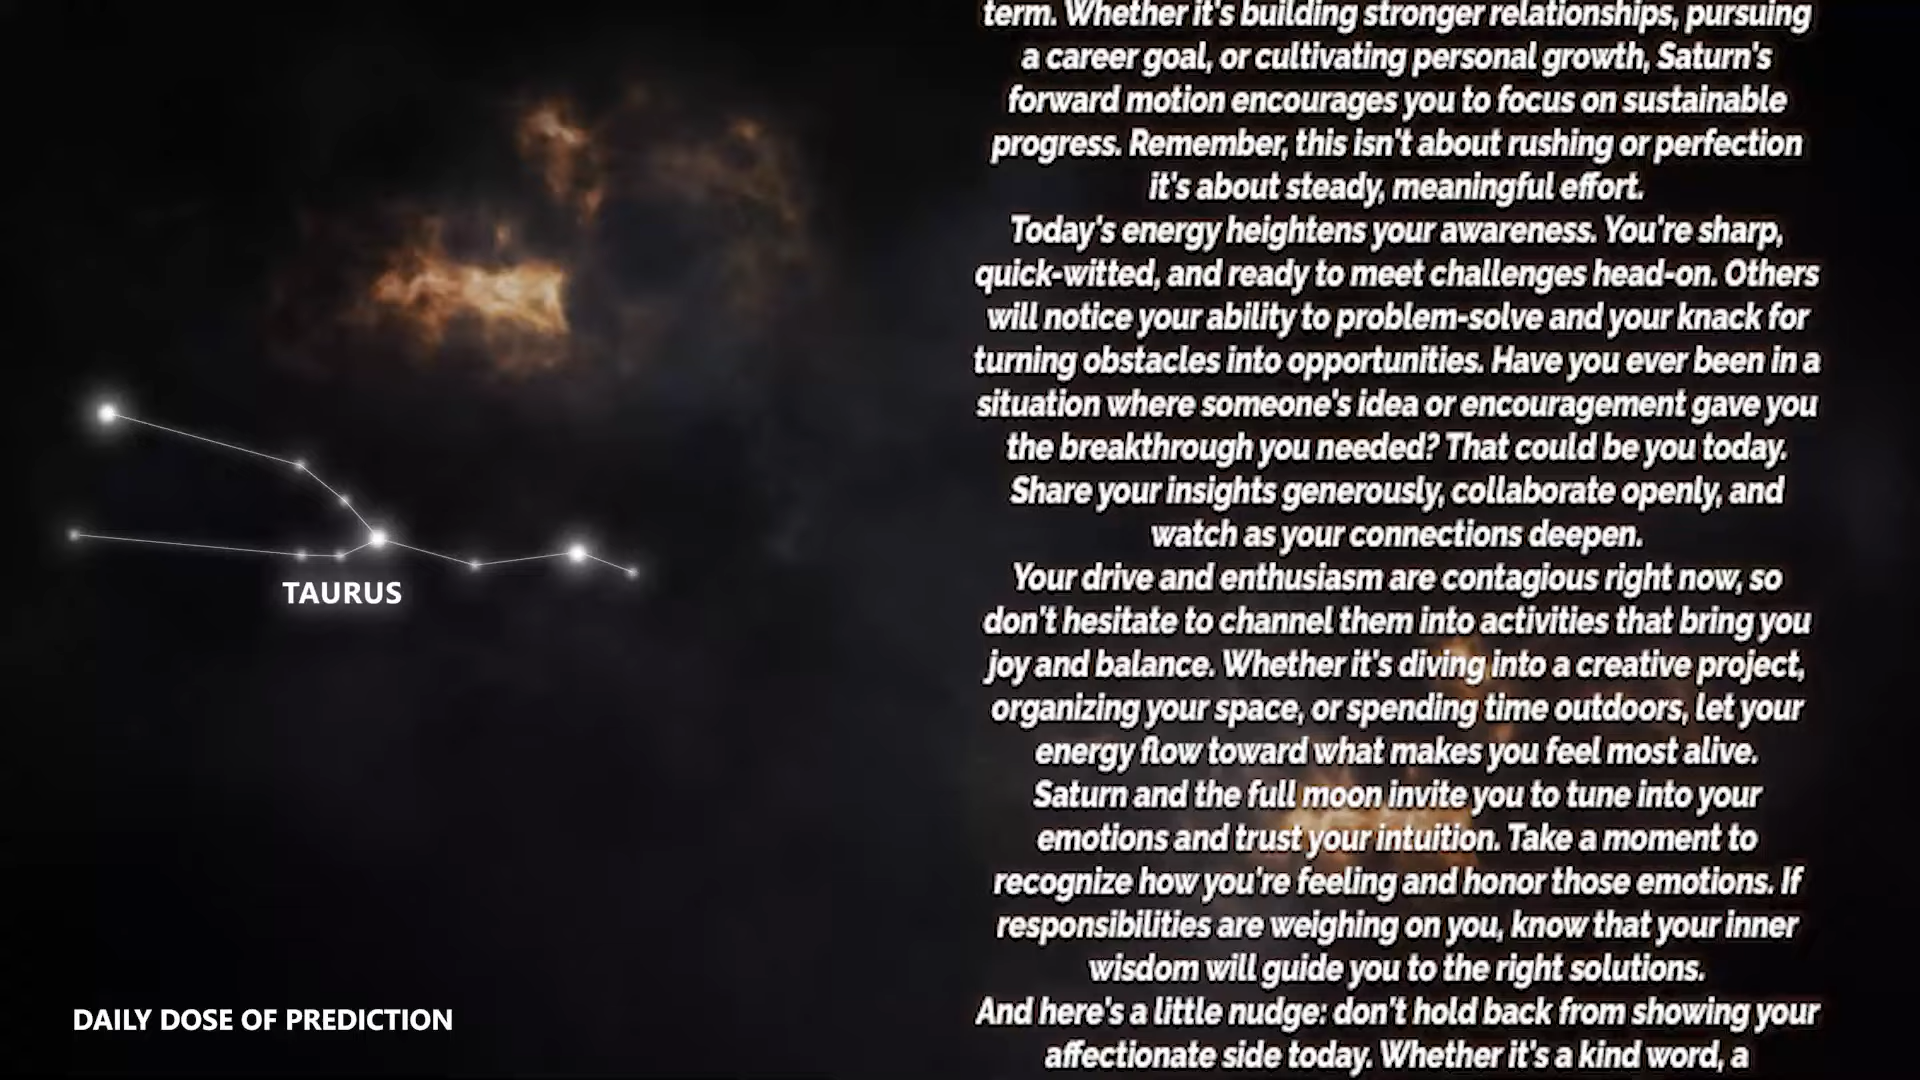 TAURUS
DAILY DOSE OF PREDICTION
term. Whether it's building stronger relationships, pursuing
a career goal, or cultivating personal growth, Saturn's
forward motion encourages you to focus on sustainable
progress. Remember, this isn't about rushing or perfection
it's about steady, meaningful effort.
Today's energy heightens your awareness. You're sharp,
quick-witted, and ready to meet challenges head-on. Others
will notice your ability to problem-solve and your knack for
turning obstacles into opportunities. Have you ever been in a
situation where someone's idea or encouragement gave you
the breakthrough you needed? That could be you today.
Share your insights generously, collaborate openly, and
watch as your connections deepen.
Your drive and enthusiasm are contagious right now, so
don't hesitate to channel them into activities that bring you
joy and balance. Whether it's diving into a creative project,
organizing your space, or spending time outdoors, let your
energy flow toward what makes you feel most alive.
Saturn and the full moon invite you to tune into your
emotions and trust your intuition. Take a moment to
recognize how you're feeling and honor those emotions. If
responsibilities are weighing on you, know that your inner
wisdom will guide you to the right solutions.
And here's a little nudge: don't hold back from showing your
affectionate side today. Whether it's a kind word, a